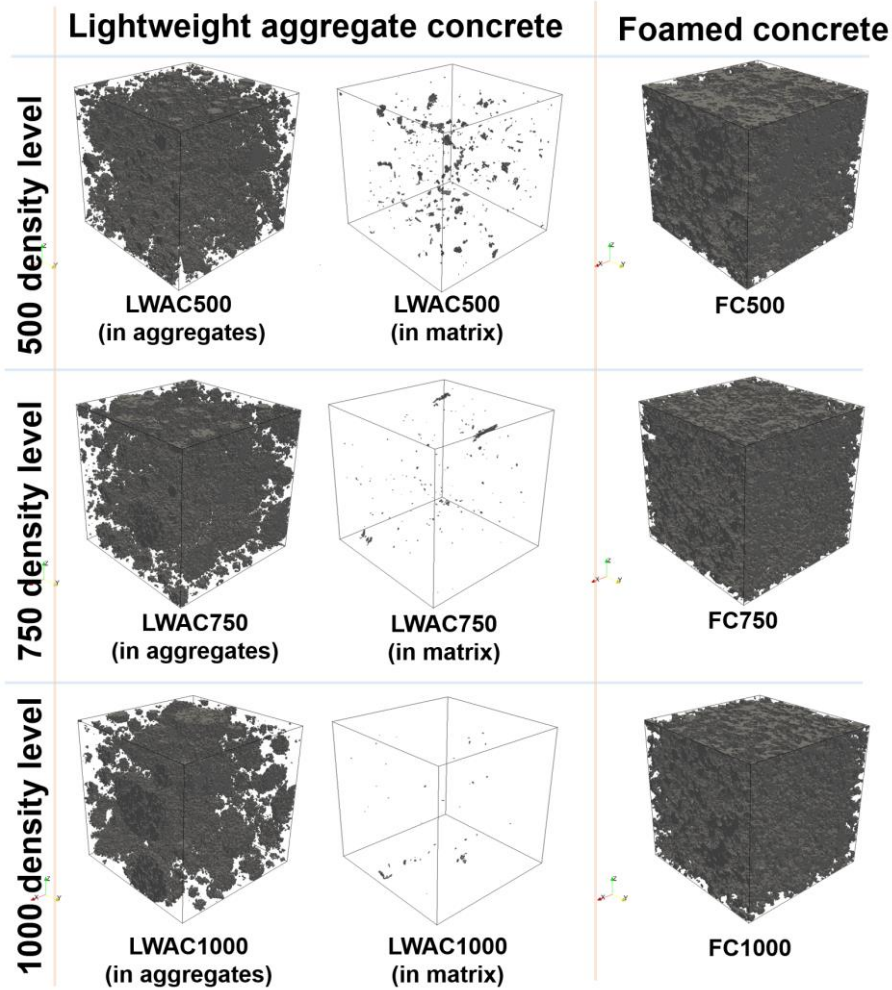 Lightweight aggregate concrete
Foamed concrete
500 density level
LWAC500
(in aggregates)
LWAC500
(in matrix)
FC500
750 density level
LWAC750
(in aggregates)
LWAC750
(in matrix)
FC750
1000 density level
LWAC1000
(in aggregates)
LWAC1000
(in matrix)
FC1000